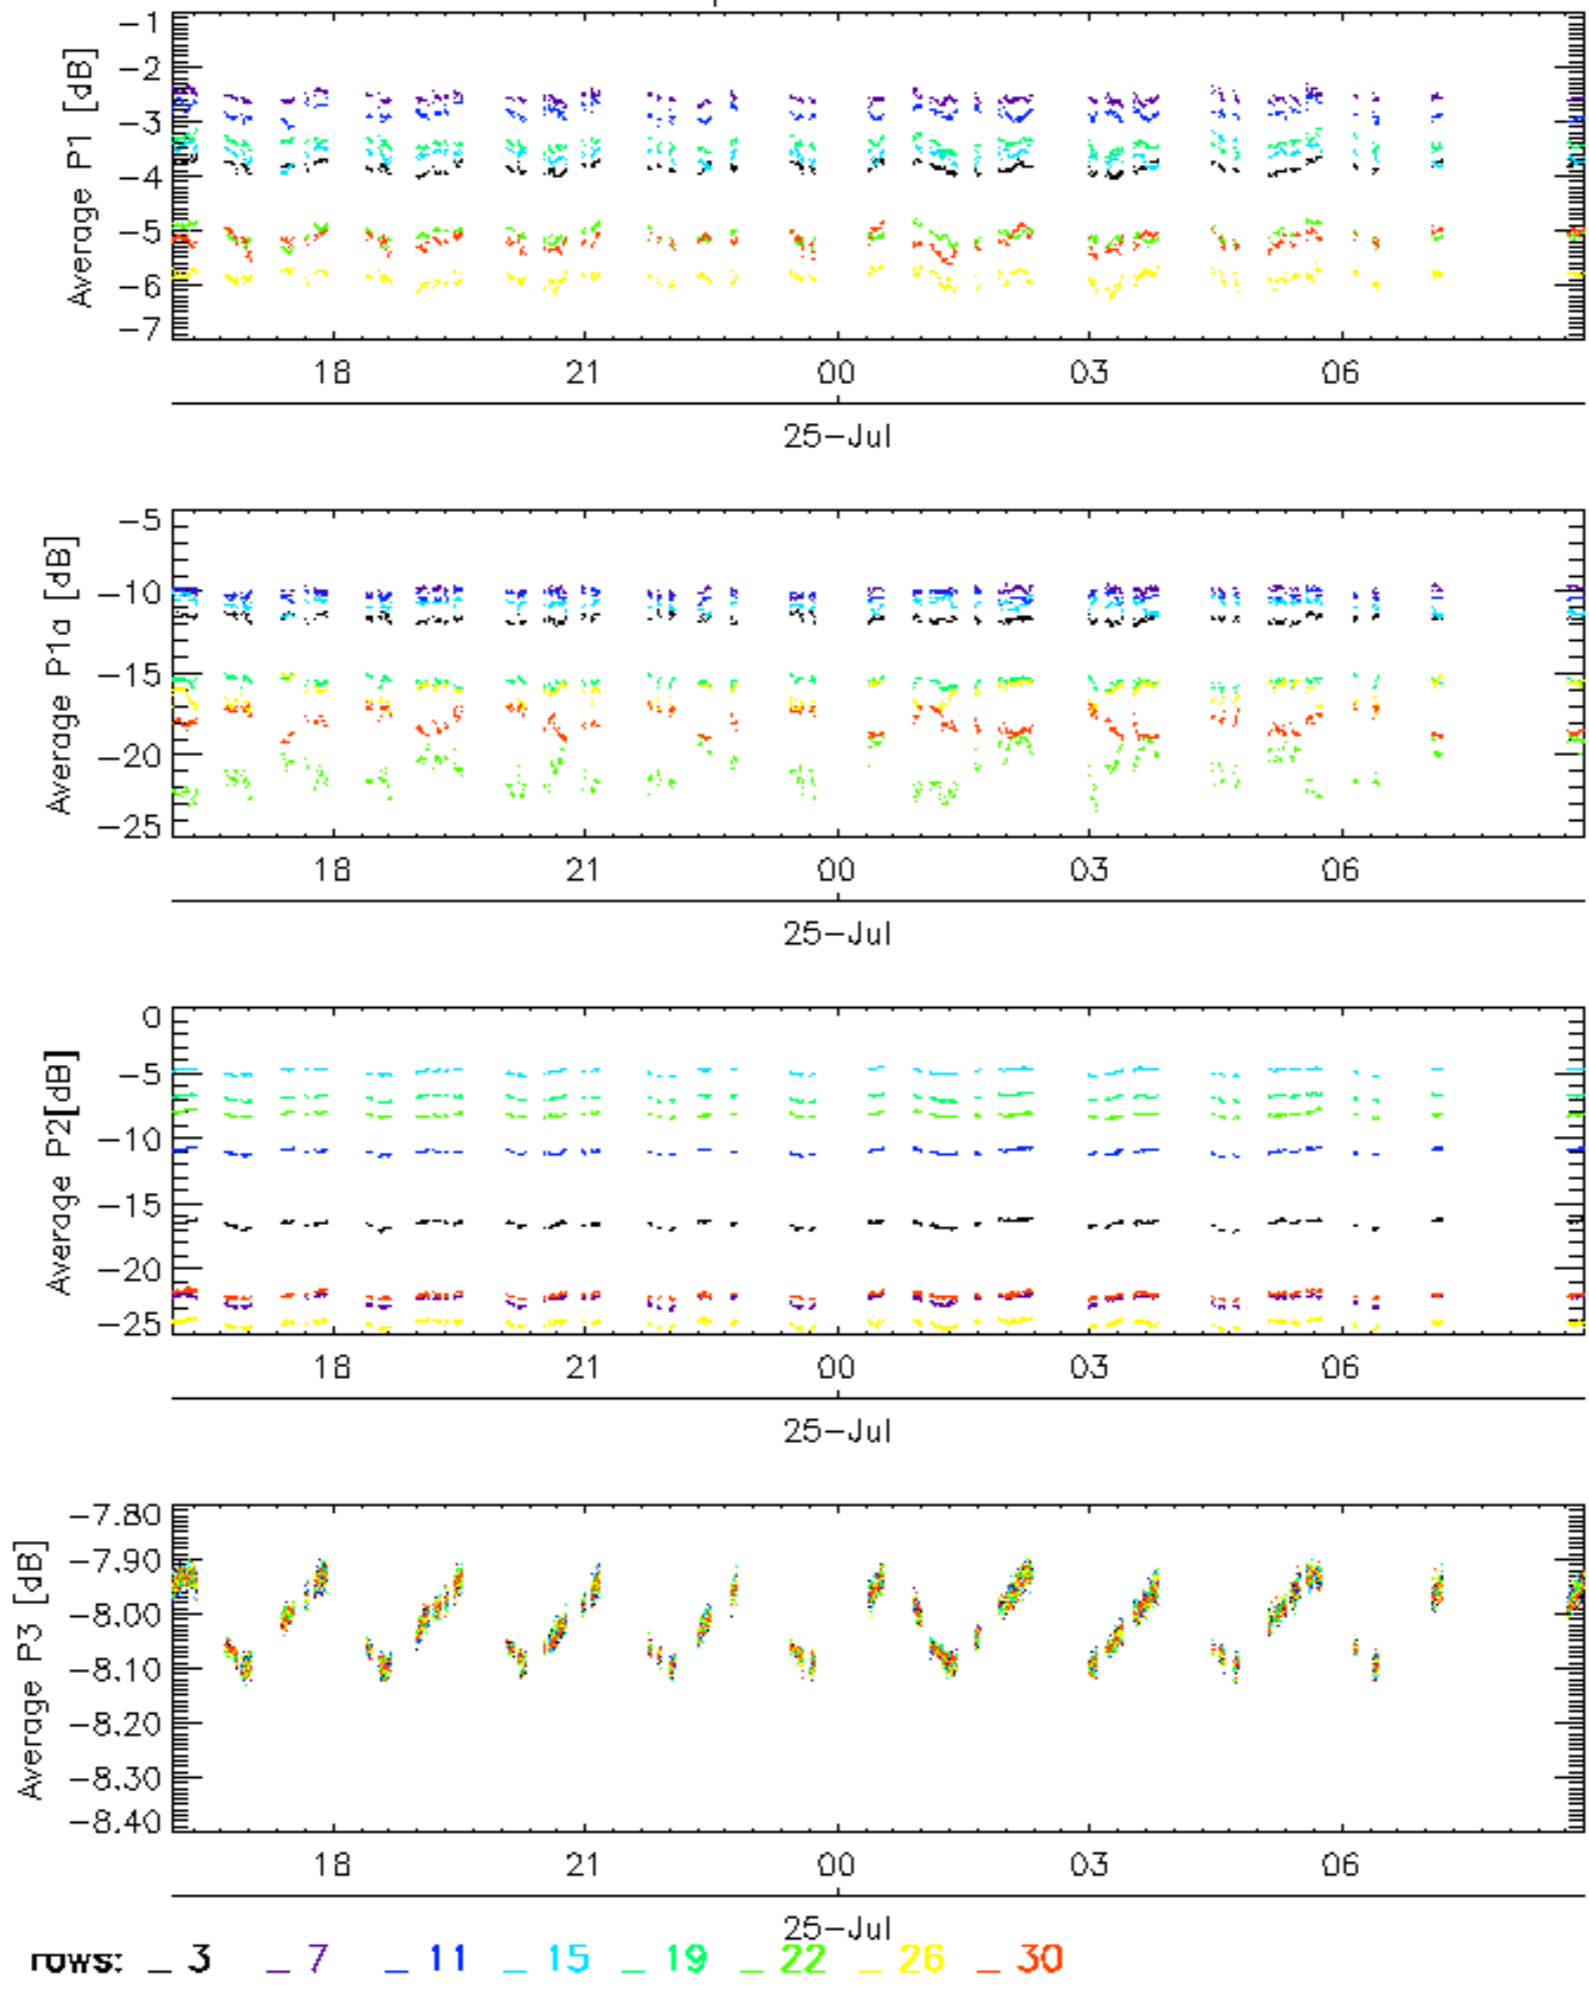 Average P1 [dB]
-1
-2
-3
-4
-5
-6
-7
18 21 00 03 06
25-Jul
Average P1a [dB]
-5
-10
-15
-20
-25
18 21 00 03 06
25-Jul
Average P2[dB]
0
-5
-10
-15
-20
-25
18 21 00 03 06
25-Jul
Average P3 [dB]
-7.80
-7.90
-8.00
-8.10
-8.20
-8.30
-8.40
18 21 00 03 06
25-Jul
rows: _ 3 _ 7 _ 11 _ 15 _ 19 _ 22 _ 26 _ 30